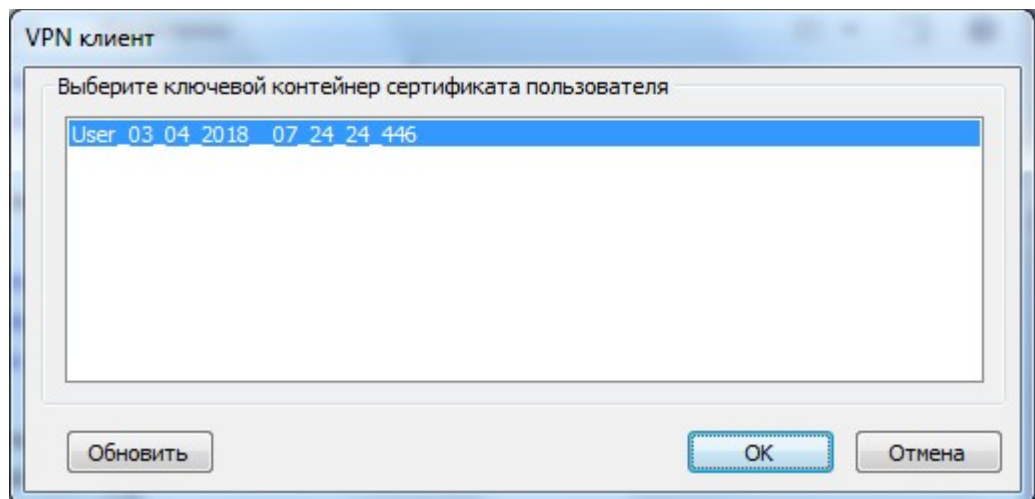 VPN клиент
Выберите ключевой контейнер сертификата пользователя
User_03_04_2018__07_24_24_446
Обновить
OK
Отмена